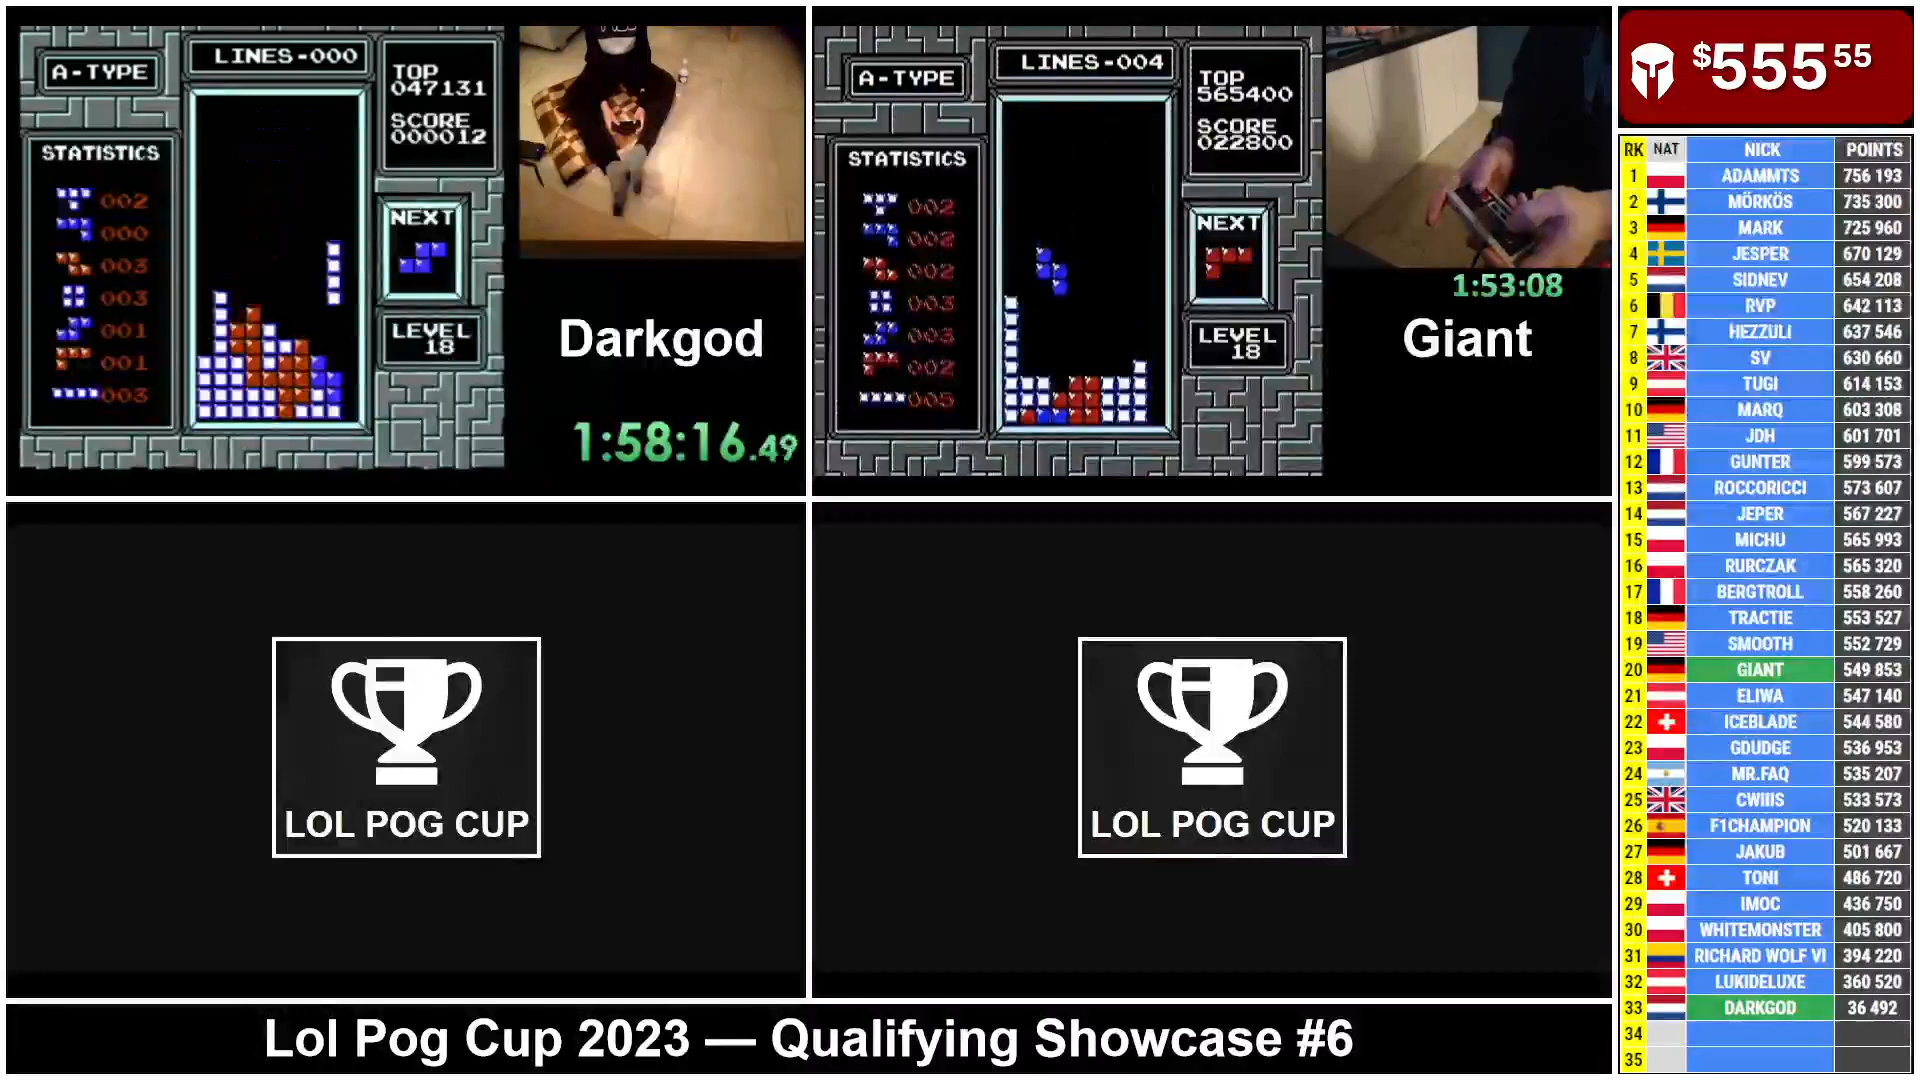 A-TYPE
LINES-000
TOP
047131
SCORE
000012
STATISTICS
002
000
003
003
001
001
003
NEXT
LEVEL
18
Darkgod
1:58:16.49
A-TYPE
LINES-004
TOP
565400
SCORE
022800
STATISTICS
002
002
002
003
003
002
005
NEXT
LEVEL
18
1:53:08
Giant
$555 55
RK NAT NICK POINTS
1 ADAMMTS 756 193
2 MÖRKÖS 735 300
3 MARK 725 960
4 JESPER 670 129
5 SIDNEV 654 208
6 RVP 642 113
7 HEZZULI 637 546
8 SV 630 660
9 TUGI 614 153
10 MARQ 603 308
11 JDH 601 701
12 GUNTER 599 573
13 ROCCORICCI 573 607
14 JEPER 567 227
15 MICHU 565 993
16 RURCZAK 565 320
17 BERGTROLL 558 260
18 TRACTIE 553 527
19 SMOOTH 552 729
20 GIANT 549 853
21 ELIWA 547 140
22 ICEBLADE 544 580
23 GDUDGE 536 953
24 MR.FAQ 535 207
25 CWIIIS 533 573
26 F1CHAMPION 520 133
27 JAKUB 501 667
28 TONI 486 720
29 IMOC 436 750
30 WHITEMONSTER 405 800
31 RICHARD WOLF VI 394 220
32 LUKIDELUXE 360 520
33 DARKGOD 36 492
34
35
LOL POG CUP
LOL POG CUP
Lol Pog Cup 2023 — Qualifying Showcase #6